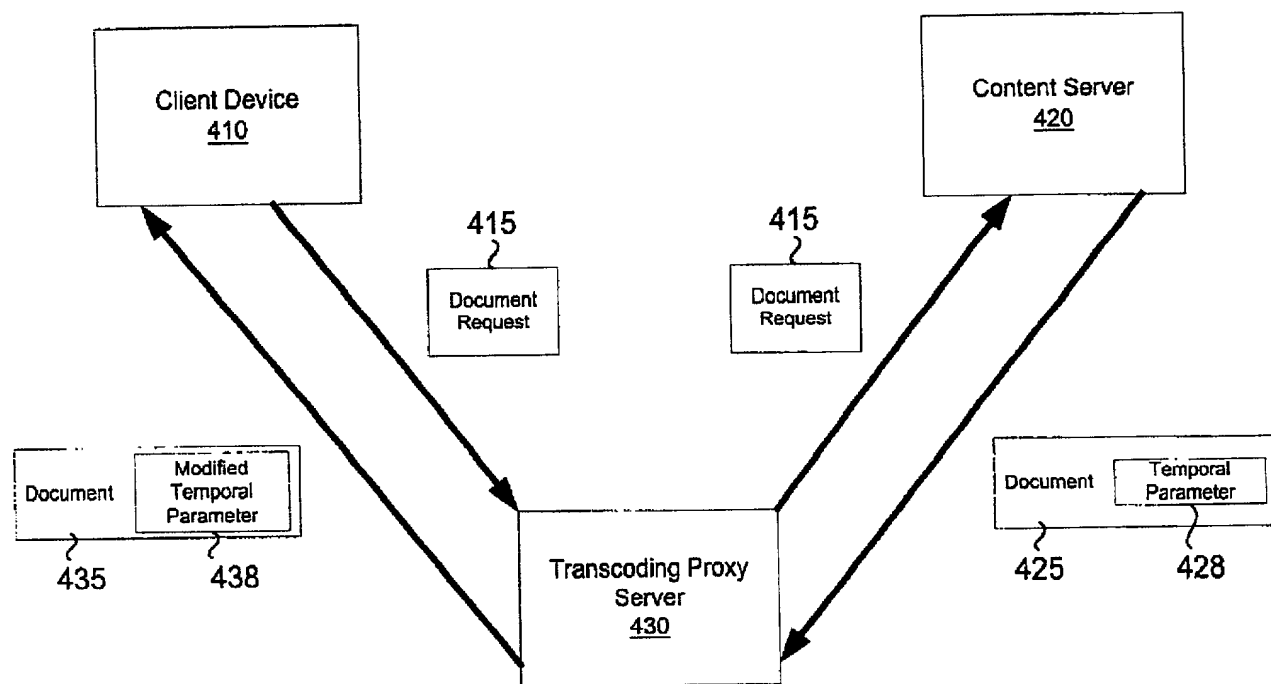 Client Device
410
Content Server
420
415
Document
Request
415
Document
Request
Document
Modified
Temporal
Parameter
435
438
Document
Temporal
Parameter
425
428
Transcoding Proxy
Server
430